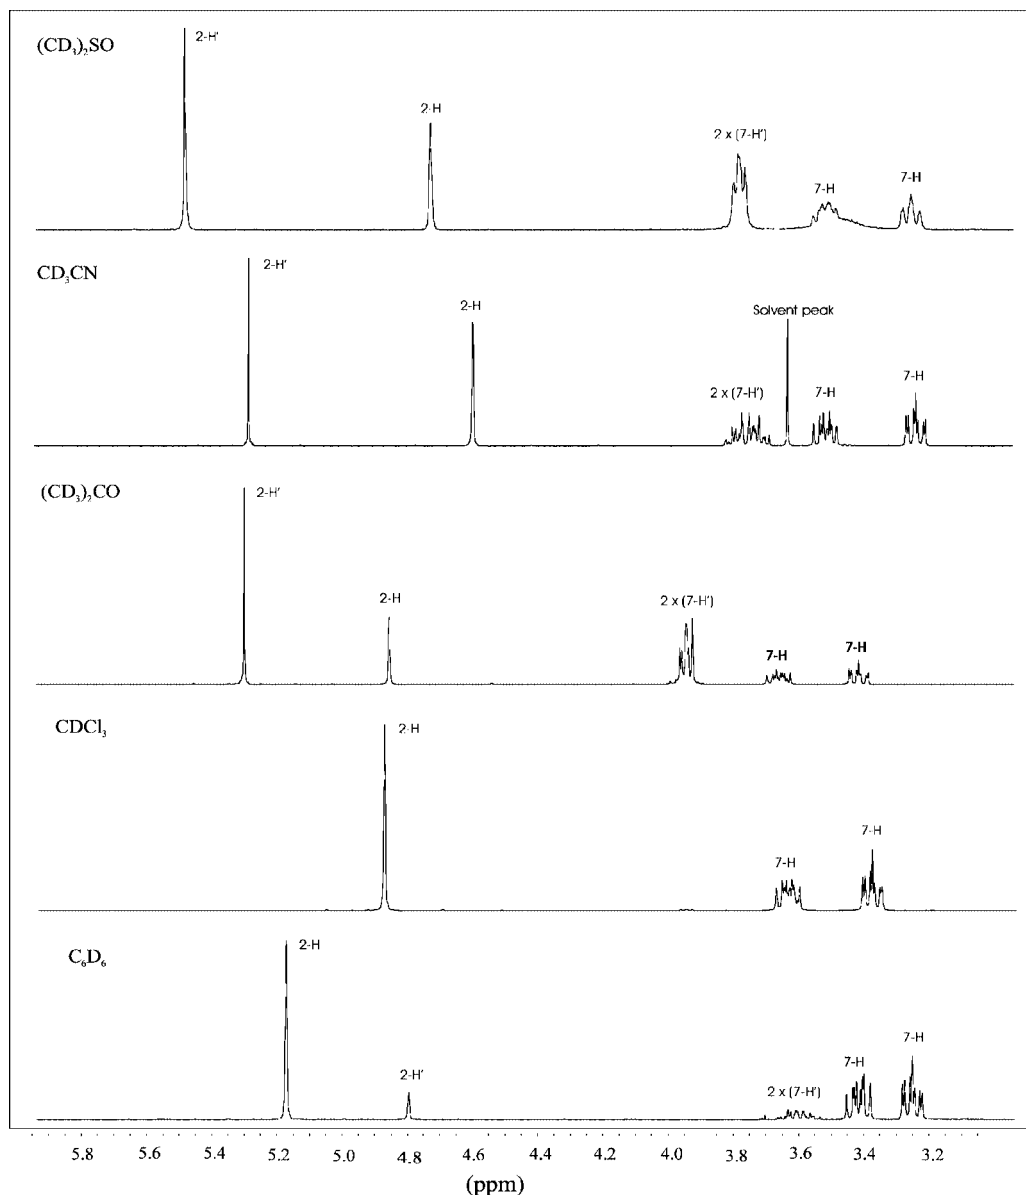 (CD₃)₂SO
2-H'
2-H
2 x (7-H')
7-H
7-H
CD₃CN
2-H'
2-H
Solvent peak
2 x (7-H')
7-H
7-H
(CD₃)₂CO
2-H'
2-H
2 x (7-H')
7-H
7-H
CDCl₃
2-H
7-H
7-H
C₆D₆
2-H
2-H'
2 x (7-H')
7-H
7-H
5.8 5.6 5.4 5.2 5.0 4.8 4.6 4.4 4.2 4.0 3.8 3.6 3.4 3.2
(ppm)